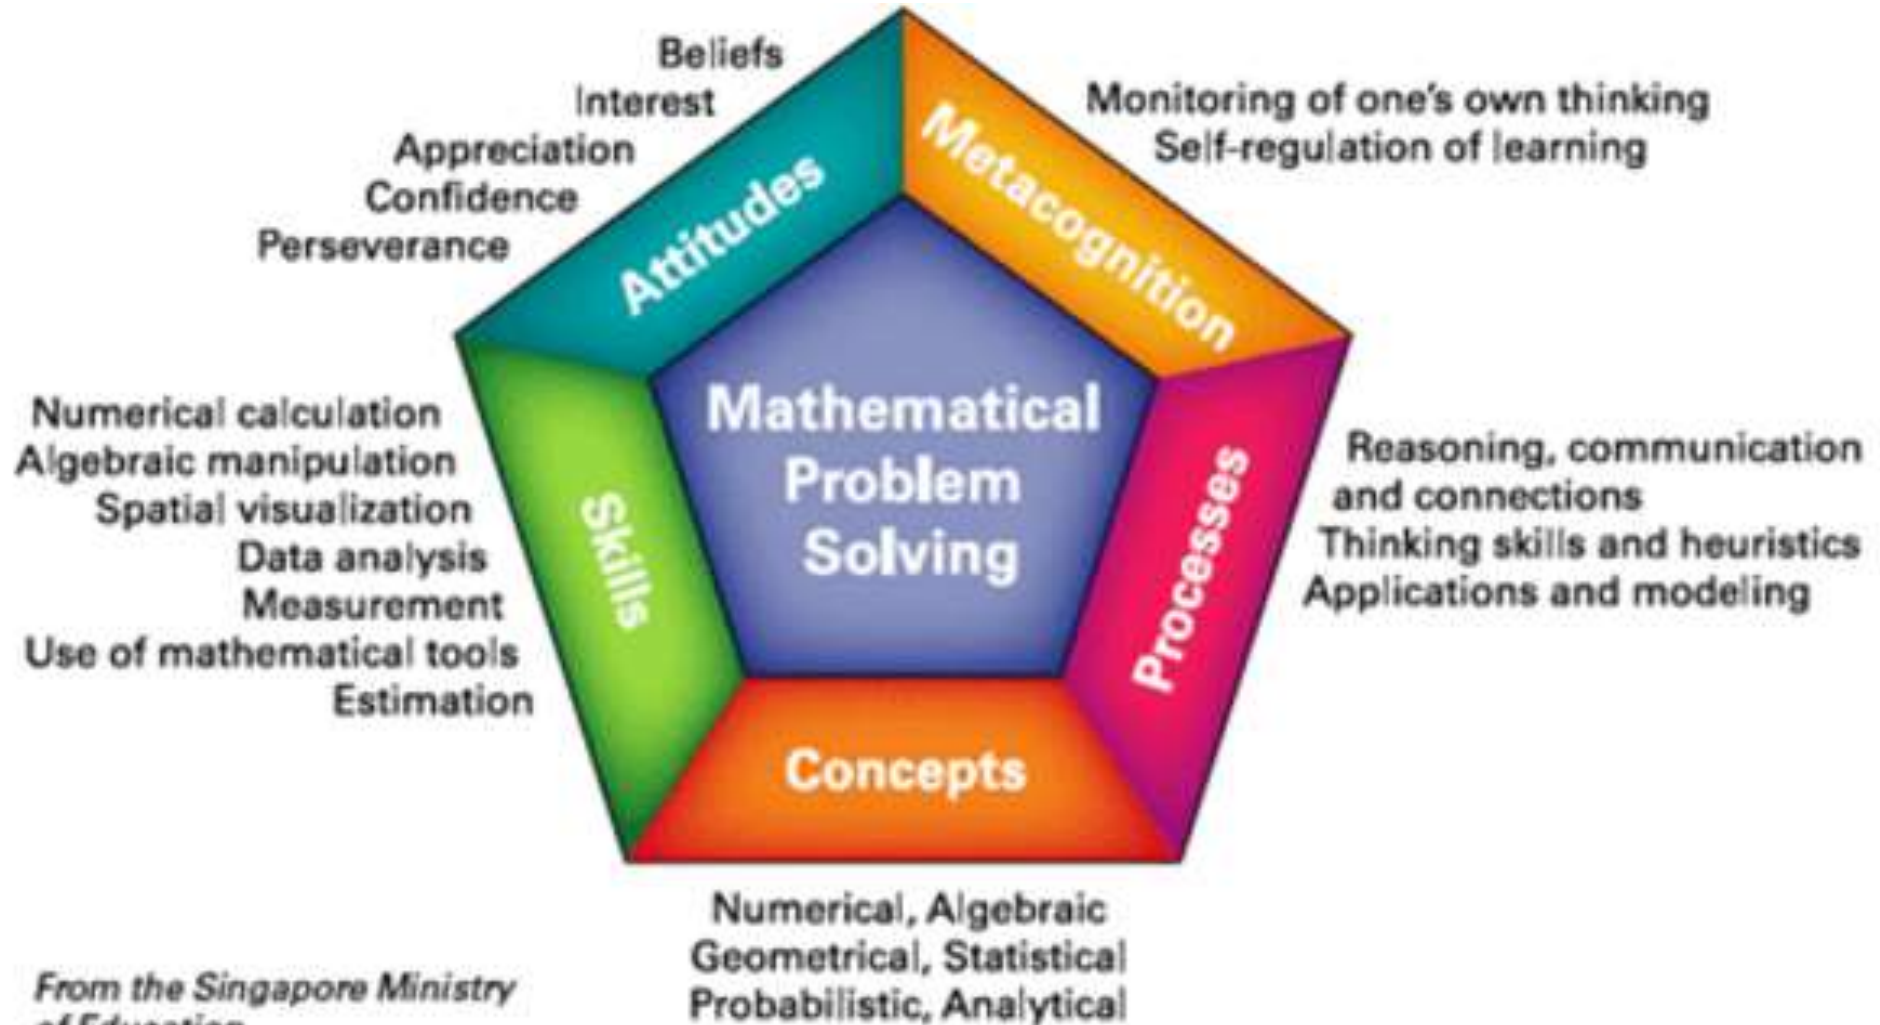 Beliefs
Interest
Appreciation
Confidence
Perseverance
Attitudes
Metacognition
Monitoring of one's own thinking
Self-regulation of learning
Mathematical
Problem
Solving
Numerical calculation
Algebraic manipulation
Spatial visualization
Data analysis
Measurement
Use of mathematical tools
Estimation
Skills
Processes
Reasoning, communication
and connections
Thinking skills and heuristics
Applications and modeling
Concepts
Numerical, Algebraic
Geometrical, Statistical
Probabilistic, Analytical
From the Singapore Ministry
of Education